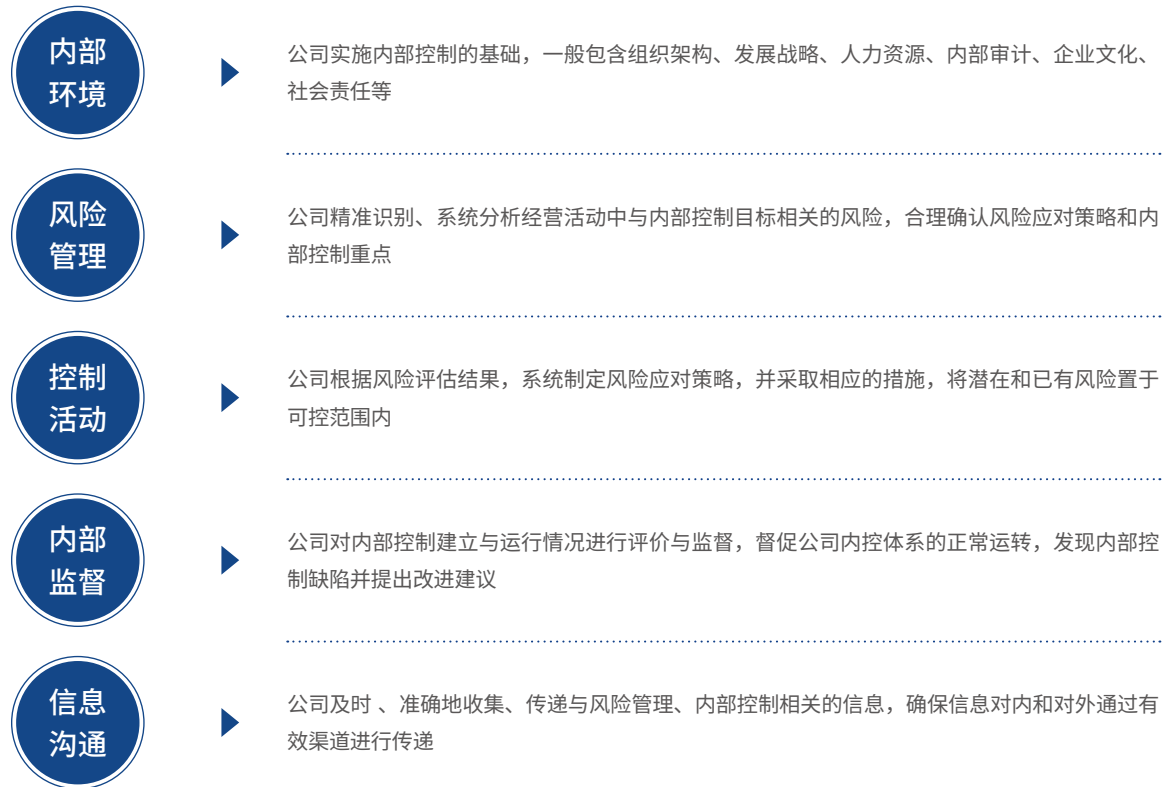 内部
环境
公司实施内部控制的基础，一般包含组织架构、发展战略、人力资源、内部审计、企业文化、
社会责任等
风险
管理
公司精准识别、系统分析经营活动中与内部控制目标相关的风险，合理确认风险应对策略和内
部控制重点
控制
活动
公司根据风险评估结果，系统制定风险应对策略，并采取相应的措施，将潜在和已有风险置于
可控范围内
内部
监督
公司对内部控制建立与运行情况进行评价与监督，督促公司内控体系的正常运转，发现内部控
制缺陷并提出改进建议
信息
沟通
公司及时 、准确地收集、传递与风险管理、内部控制相关的信息，确保信息对内和对外通过有
效渠道进行传递